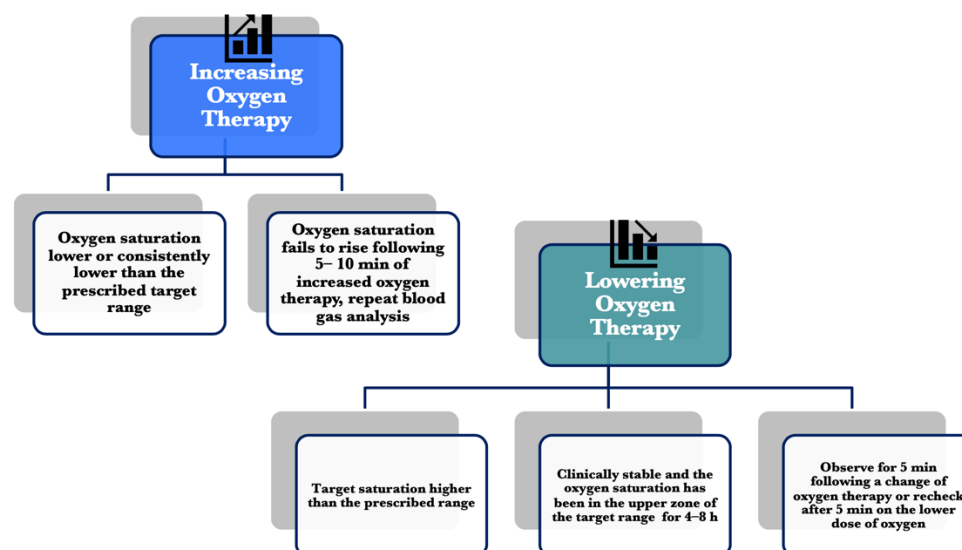 Increasing
Oxygen
Therapy
Oxygen saturation
lower or consistently
lower than the
prescribed target
range
Oxygen saturation
fails to rise following
5– 10 min of
increased oxygen
therapy, repeat blood
gas analysis
Lowering
Oxygen
Therapy
Target saturation higher
than the prescribed range
Clinically stable and the
oxygen saturation has
been in the upper zone of
the target range for 4–8 h
Observe for 5 min
following a change of
oxygen therapy or recheck
after 5 min on the lower
dose of oxygen